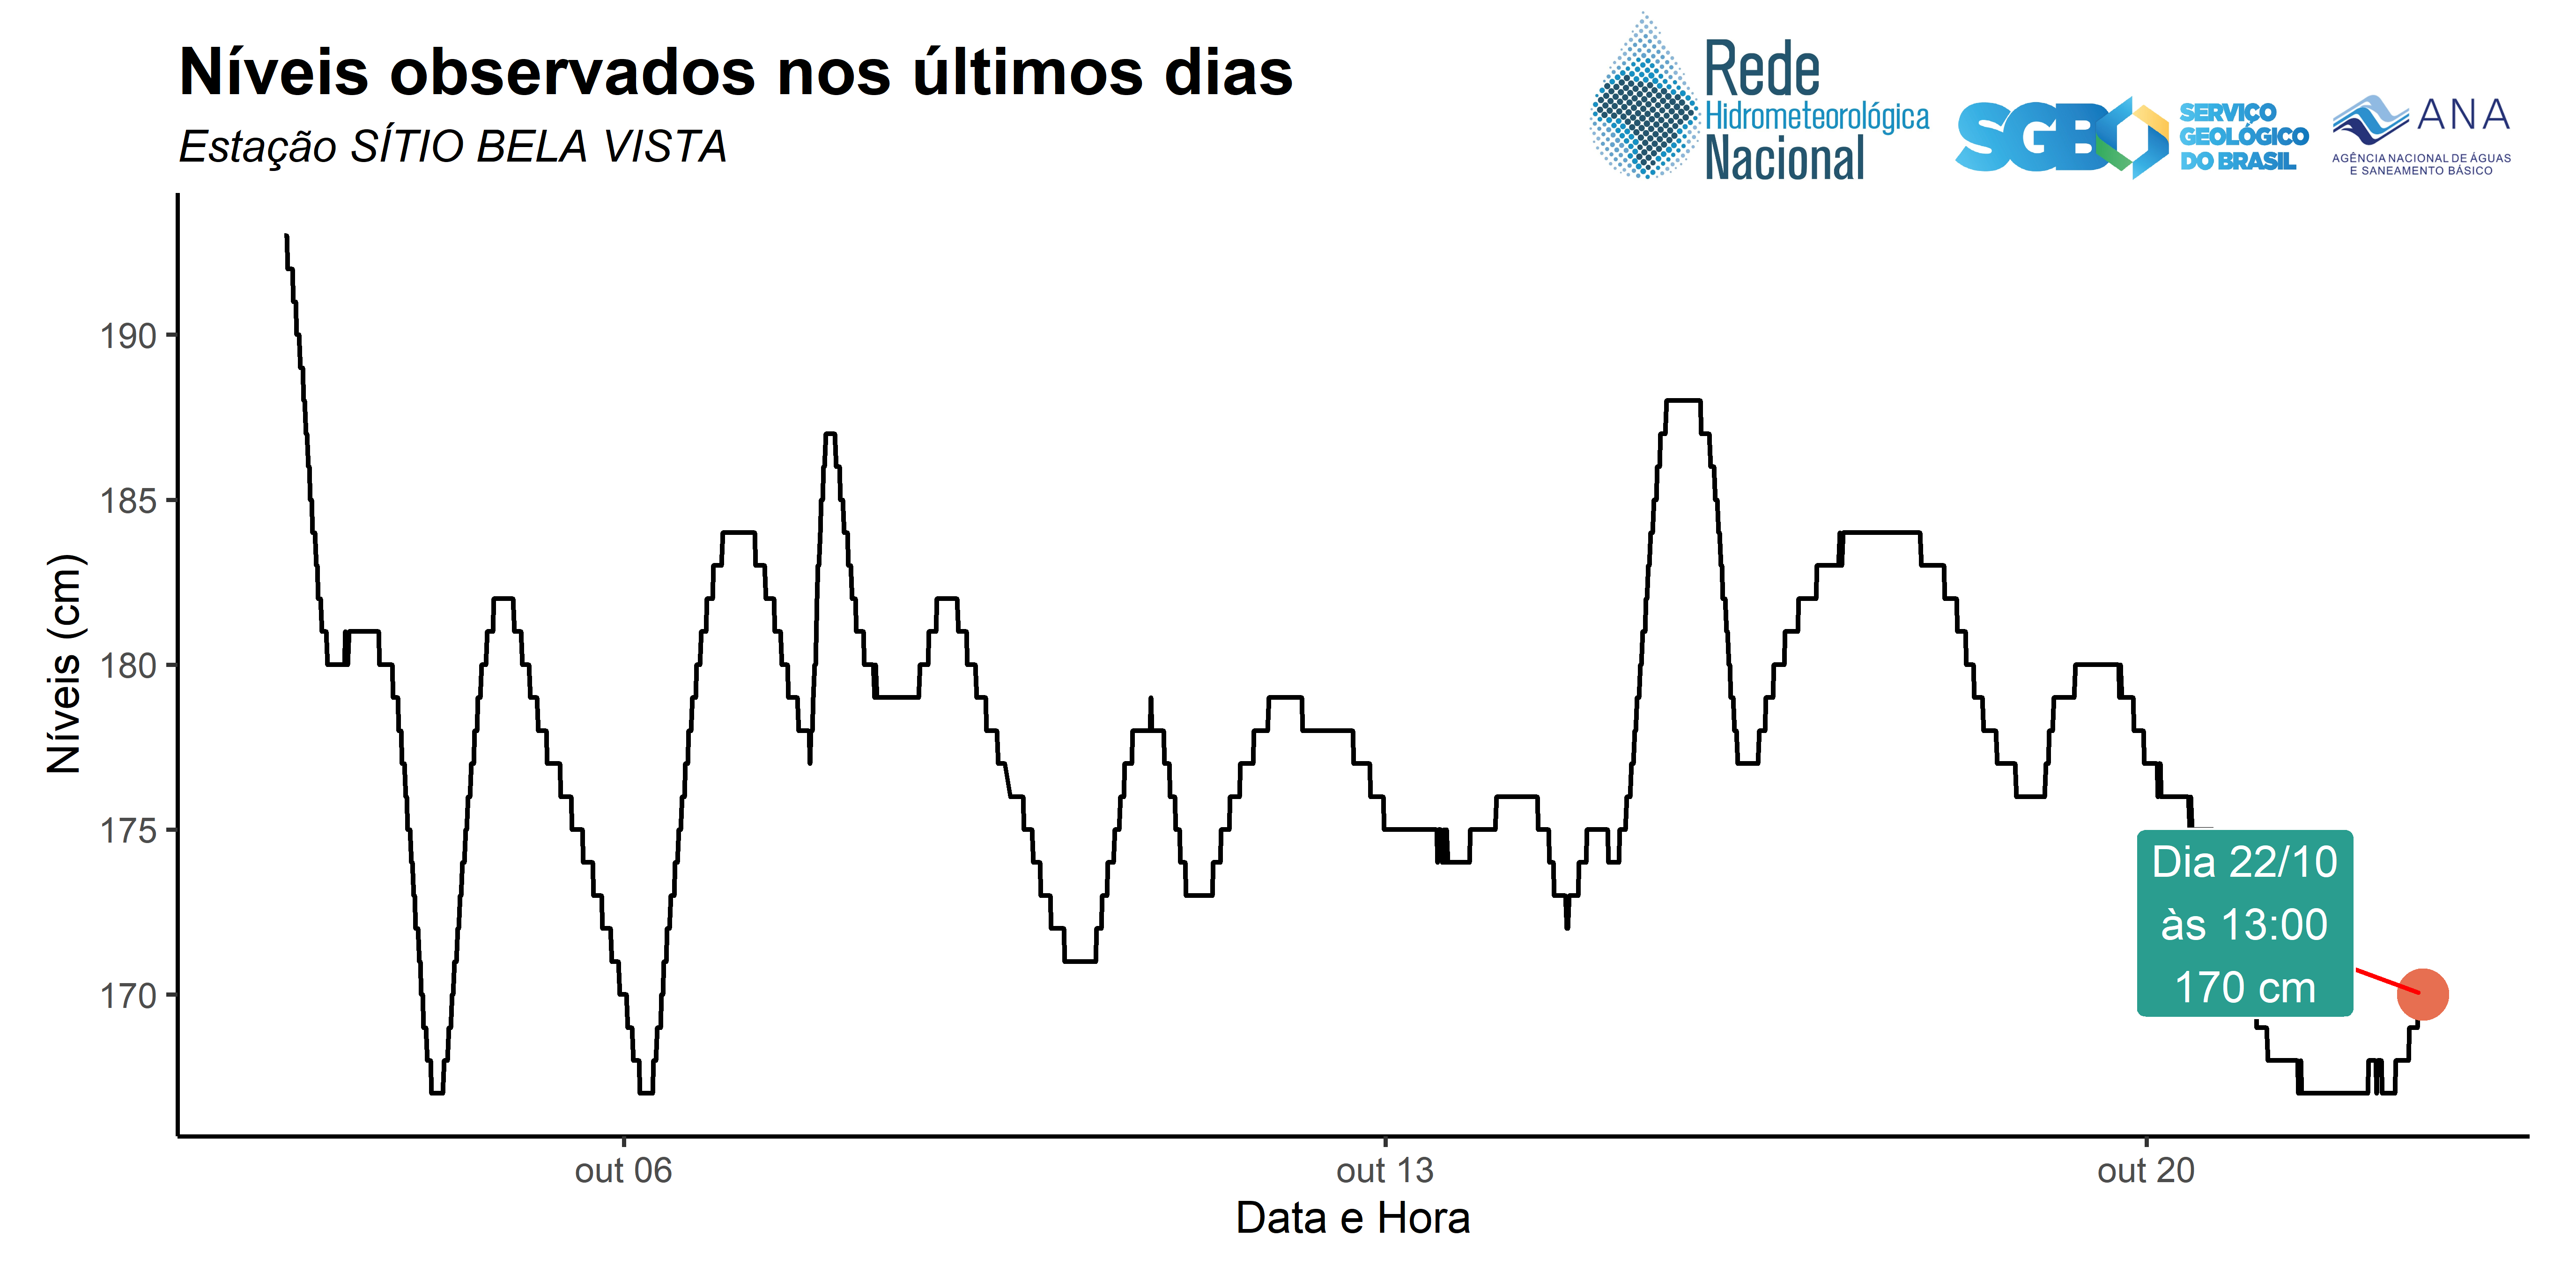 Níveis observados nos últimos dias
Estação SÍTIO BELA VISTA
Rede
Hidrometeorológica
Nacional
SGB
SERVIÇO
GEOLÓGICO
DO BRASIL
ANA
AGÊNCIA NACIONAL DE ÁGUAS
E SANEAMENTO BÁSICO
Níveis (cm)
190
185
180
175
170
Dia 22/10
às 13:00
170 cm
out 06
out 13
out 20
Data e Hora